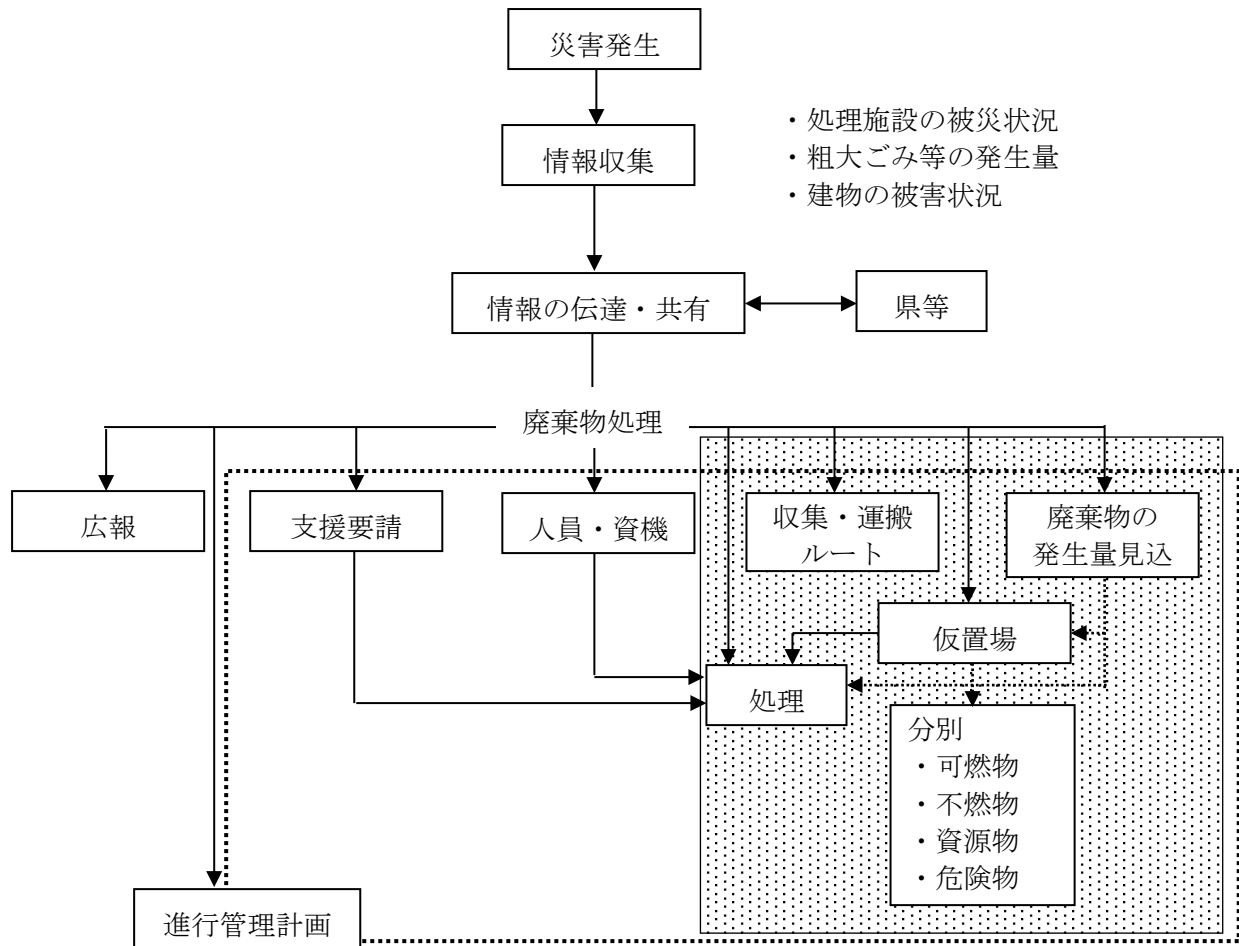 災害発生
情報収集
・処理施設の被災状況
・粗大ごみ等の発生量
・建物の被害状況
情報の伝達・共有
県等
廃棄物処理
広報
支援要請
人員・資機
収集・運搬
ルート
廃棄物の
発生量見込
仮置場
処理
分別
・可燃物
・不燃物
・資源物
・危険物
進行管理計画